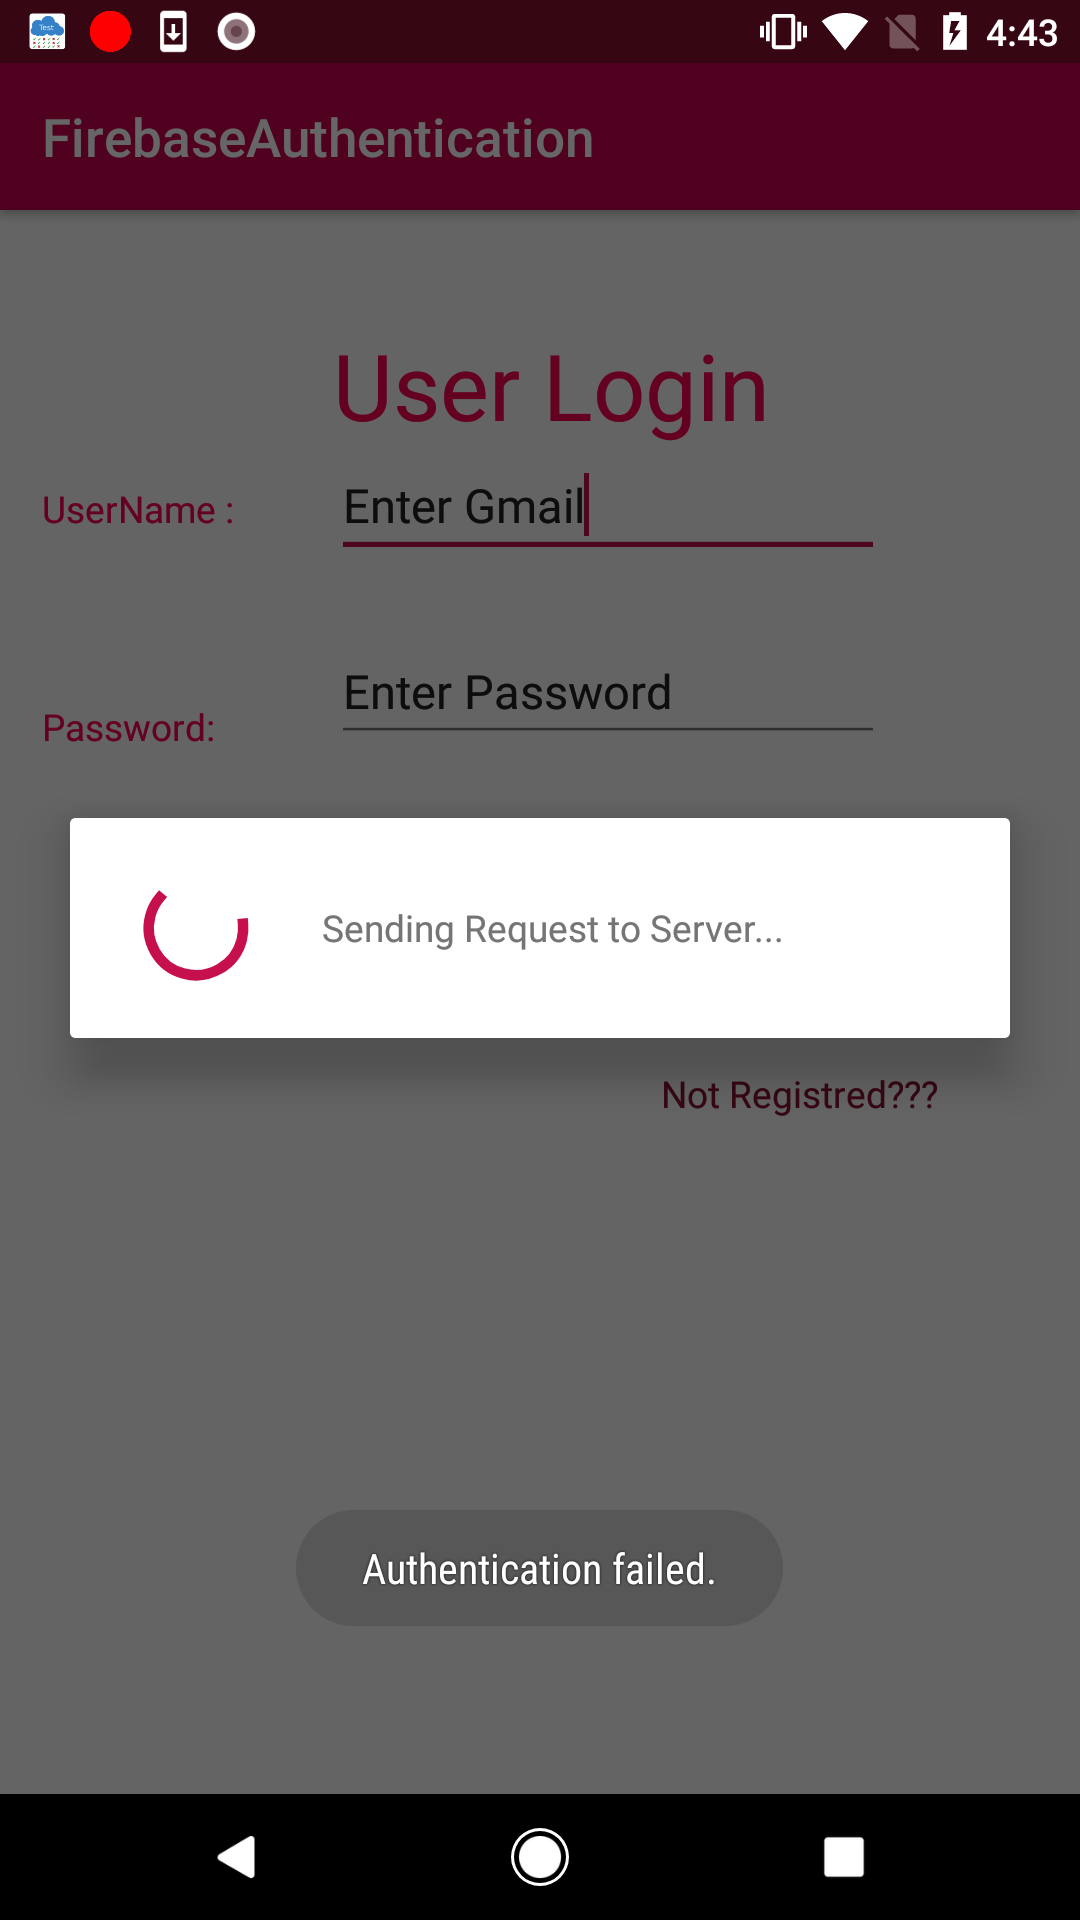 Test
4:43
FirebaseAuthentication
User Login
UserName :
Enter Gmail
Enter Password
Password:
Sending Request to Server...
Not Registred???
Authentication failed.